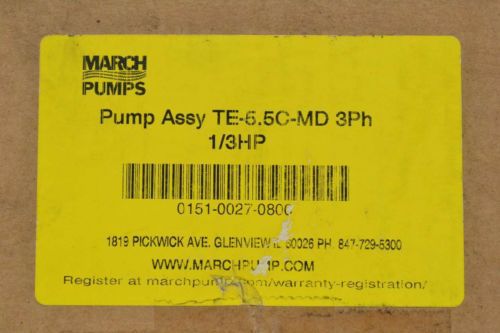 MARCH
PUMPS
Pump Assy TE-5.5C-MD 3Ph
1/3HP
0151-0027-0800
1819 PICKWICK AVE. GLENVIEW IL 60026 PH. 847-729-5300
WWW.MARCHPUMP.COM
Register at marchpump.com/warranty-registration/